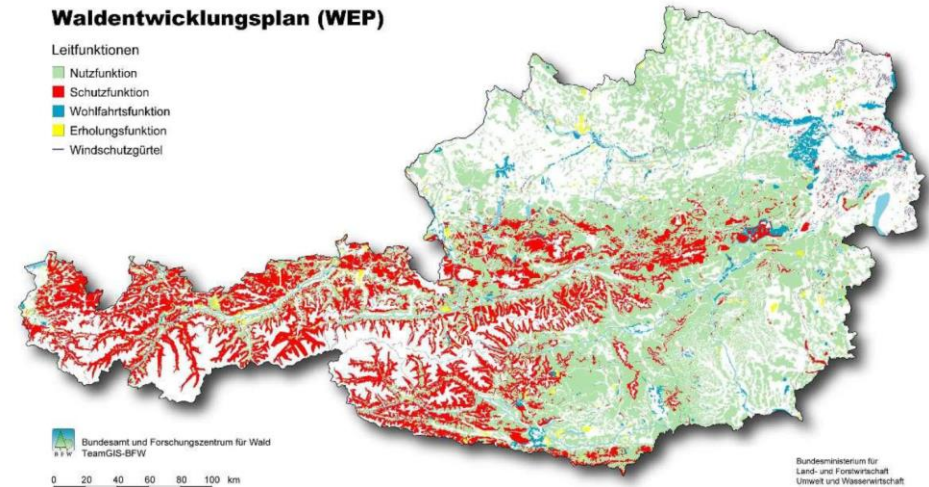 Waldentwicklungsplan (WEP)
Leitfunktionen
Nutzfunktion
Schutzfunktion
Wohlfahrtsfunktion
Erholungsfunktion
Windschutzgürtel
BFW
Bundesamt und Forschungszentrum für Wald
TeamGIS-BFW
0 20 40 60 80 100 km
Bundesministerium für
Land- und Forstwirtschaft
Umwelt und Wasserwirtschaft